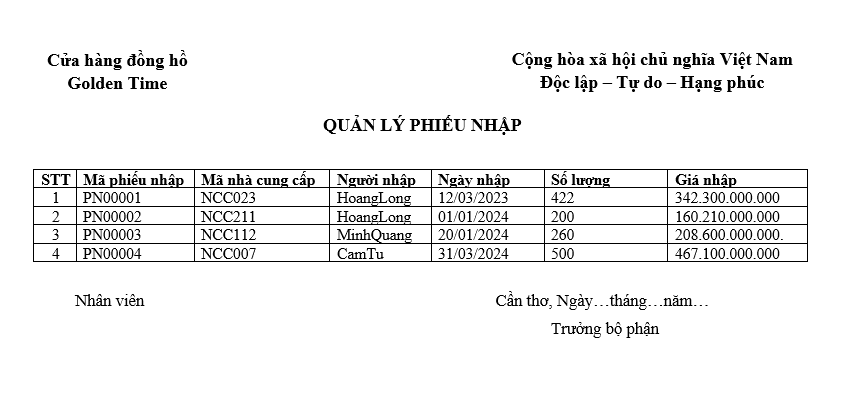 Cửa hàng đồng hồ
Golden Time
Cộng hòa xã hội chủ nghĩa Việt Nam
Độc lập – Tự do – Hạng phúc
QUẢN LÝ PHIẾU NHẬP
STT Mã phiếu nhập Mã nhà cung cấp Người nhập Ngày nhập Số lượng Giá nhập
1 PN00001 NCC023 HoangLong 12/03/2023 422 342.300.000.000
2 PN00002 NCC211 HoangLong 01/01/2024 200 160.210.000.000
3 PN00003 NCC112 MinhQuang 20/01/2024 260 208.600.000.000.
4 PN00004 NCC007 CamTu 31/03/2024 500 467.100.000.000
Nhân viên
Cần thơ, Ngày…tháng…năm…
Trưởng bộ phận